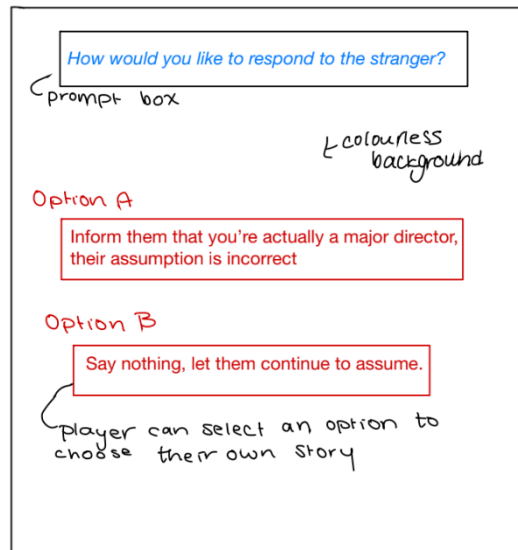 How would you like to respond to the stranger?
prompt box
colourless
background
Option A
Inform them that you're actually a major director,
their assumption is incorrect
Option B
Say nothing, let them continue to assume.
player can select an option to
choose their own story